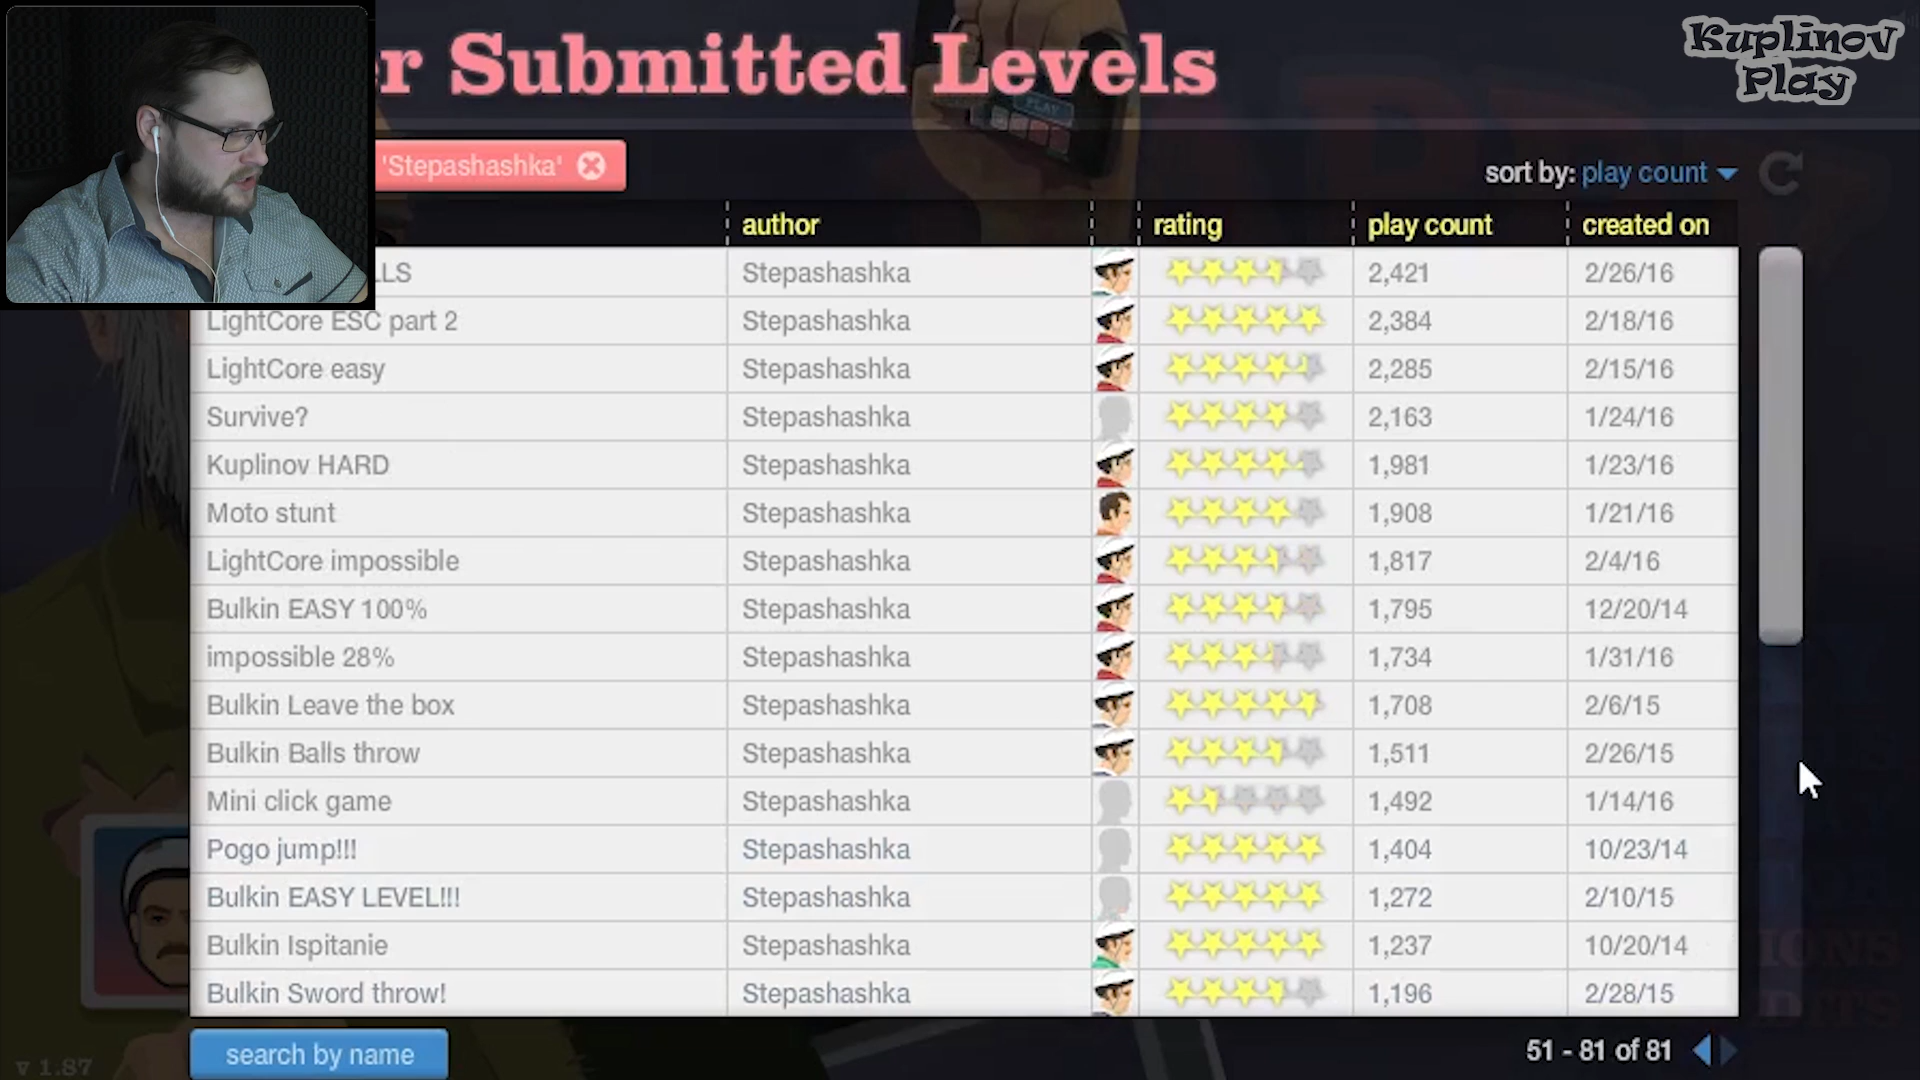 er Submitted Levels
Kuplinov
Play
'Stepashashka'
sort by: play count
author rating play count created on
LLS Stepashashka 2,421 2/26/16
LightCore ESC part 2 Stepashashka 2,384 2/18/16
LightCore easy Stepashashka 2,285 2/15/16
Survive? Stepashashka 2,163 1/24/16
Kuplinov HARD Stepashashka 1,981 1/23/16
Moto stunt Stepashashka 1,908 1/21/16
LightCore impossible Stepashashka 1,817 2/4/16
Bulkin EASY 100% Stepashashka 1,795 12/20/14
impossible 28% Stepashashka 1,734 1/31/16
Bulkin Leave the box Stepashashka 1,708 2/6/15
Bulkin Balls throw Stepashashka 1,511 2/26/15
Mini click game Stepashashka 1,492 1/14/16
Pogo jump!!! Stepashashka 1,404 10/23/14
Bulkin EASY LEVEL!!! Stepashashka 1,272 2/10/15
Bulkin Ispitanie Stepashashka 1,237 10/20/14
Bulkin Sword throw! Stepashashka 1,196 2/28/15
search by name
51 - 81 of 81
v 1.87
PLAY